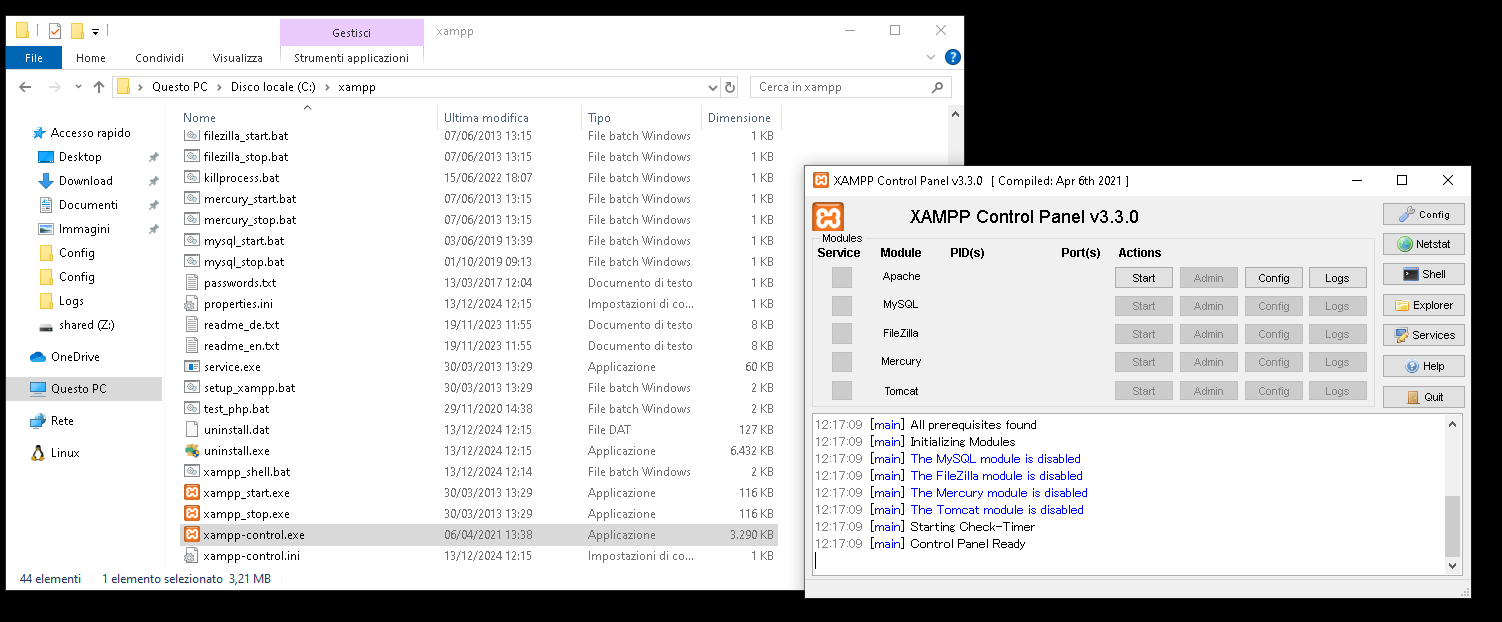 Gestisci
xampp
File
Home
Condividi
Visualizza
Strumenti applicazioni
?
Questo PC
Disco locale (C:)
xampp
Cerca in xampp
Accesso rapido
Desktop
Download
Documenti
Immagini
Config
Config
Logs
shared (Z:)
OneDrive
Questo PC
Rete
Linux
Nome Ultima modifica Tipo Dimensione
filezilla_start.bat 07/06/2013 13:15 File batch Windows 1 KB
filezilla_stop.bat 07/06/2013 13:15 File batch Windows 1 KB
killprocess.bat 15/06/2022 18:07 File batch Windows 1 KB
mercury_start.bat 07/06/2013 13:15 File batch Windows 1 KB
mercury_stop.bat 07/06/2013 13:15 File batch Windows 1 KB
mysql_start.bat 03/06/2019 13:39 File batch Windows 1 KB
mysql_stop.bat 01/10/2019 09:13 File batch Windows 1 KB
passwords.txt 13/03/2017 12:04 Documento di testo 1 KB
properties.ini 13/12/2024 12:15 Impostazioni di co... 1 KB
readme_de.txt 19/11/2023 11:55 Documento di testo 8 KB
readme_en.txt 19/11/2023 11:55 Documento di testo 8 KB
service.exe 30/03/2013 13:29 Applicazione 60 KB
setup_xampp.bat 30/03/2013 13:29 File batch Windows 2 KB
test_php.bat 29/11/2020 14:38 File batch Windows 2 KB
uninstall.dat 13/12/2024 12:15 File DAT 127 KB
uninstall.exe 13/12/2024 12:15 Applicazione 6.432 KB
xampp_shell.bat 13/12/2024 12:14 File batch Windows 2 KB
xampp_start.exe 30/03/2013 13:29 Applicazione 116 KB
xampp_stop.exe 30/03/2013 13:29 Applicazione 116 KB
xampp-control.exe 06/04/2021 13:38 Applicazione 3.290 KB
xampp-control.ini 13/12/2024 12:15 Impostazioni di co... 1 KB
44 elementi 1 elemento selezionato 3,21 MB
XAMPP Control Panel v3.3.0 [ Compiled: Apr 6th 2021 ]
XAMPP Control Panel v3.3.0
Modules
Service Module PID(s) Port(s) Actions
Apache Start Admin Config Logs
MySQL Start Admin Config Logs
FileZilla Start Admin Config Logs
Mercury Start Admin Config Logs
Tomcat Start Admin Config Logs
Config
Netstat
Shell
Explorer
Services
Help
Quit
12:17:09 [main] All prerequisites found
12:17:09 [main] Initializing Modules
12:17:09 [main] The MySQL module is disabled
12:17:09 [main] The FileZilla module is disabled
12:17:09 [main] The Mercury module is disabled
12:17:09 [main] The Tomcat module is disabled
12:17:09 [main] Starting Check-Timer
12:17:09 [main] Control Panel Ready